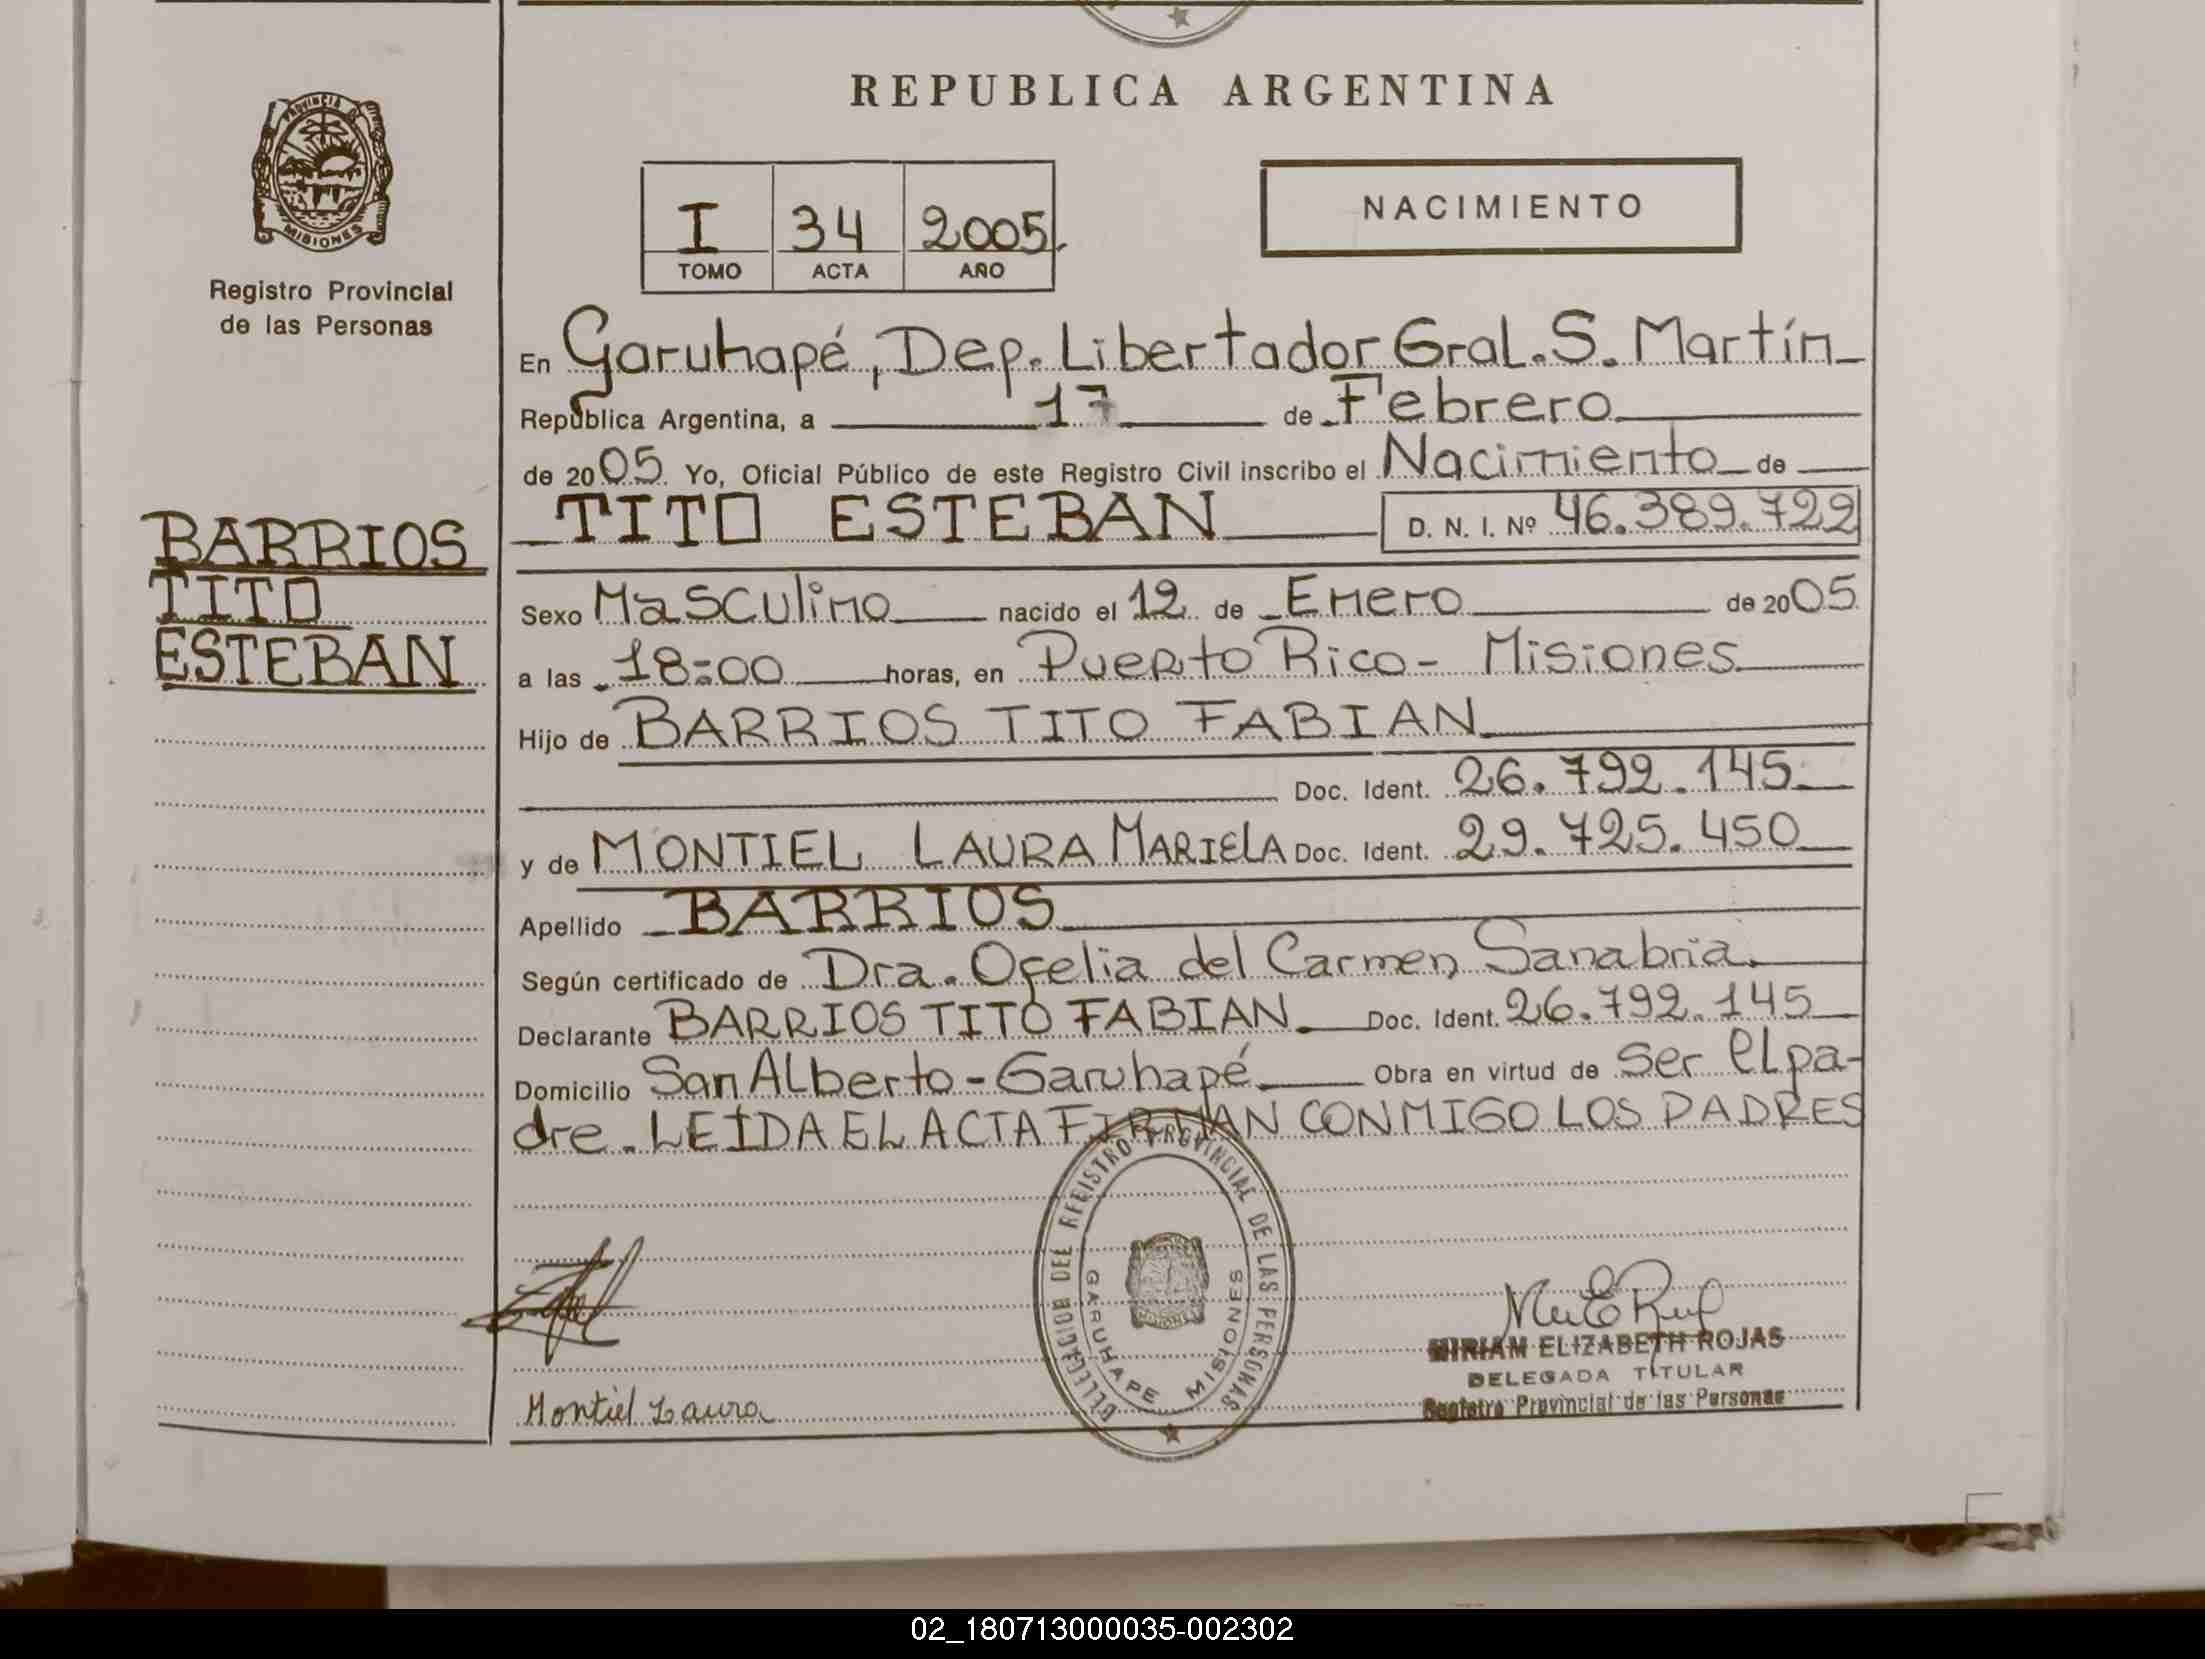 REPUBLICA ARGENTINA
PROVINCIA DE
MISIONES
Registro Provincial
de las Personas
I 34 2005
TOMO ACTA AÑO
NACIMIENTO
En Garuhapé, Dep. Libertador Gral. S. Martín
República Argentina, a 17 de Febrero
de 2005 Yo, Oficial Público de este Registro Civil inscribo el Nacimiento de
TITO ESTEBAN D. N. I. Nº 46.389.722
BARRIOS
TITO
ESTEBAN
Sexo Masculino nacido el 12 de Enero de 2005
a las 18:00 horas, en Puerto Rico - Misiones
Hijo de BARRIOS TITO FABIAN
Doc. Ident. 26.792.145
y de MONTIEL LAURA MARIELA Doc. Ident. 29.725.450
Apellido BARRIOS
Según certificado de Dra. Ofelia del Carmen Sanabria
Declarante BARRIOS TITO FABIAN Doc. Ident. 26.792.145
Domicilio San Alberto - Garuhapé Obra en virtud de ser el pa-
dre. LEIDA EL ACTA FIRMAN CONMIGO LOS PADRES
DELEGACION DEL REGISTRO PROVINCIAL DE LAS PERSONAS
GARUHAPE MISIONES
Montiel Laura
MIRIAM ELIZABETH ROJAS
DELEGADA TITULAR
Registro Provincial de las Personas
02_180713000035-002302